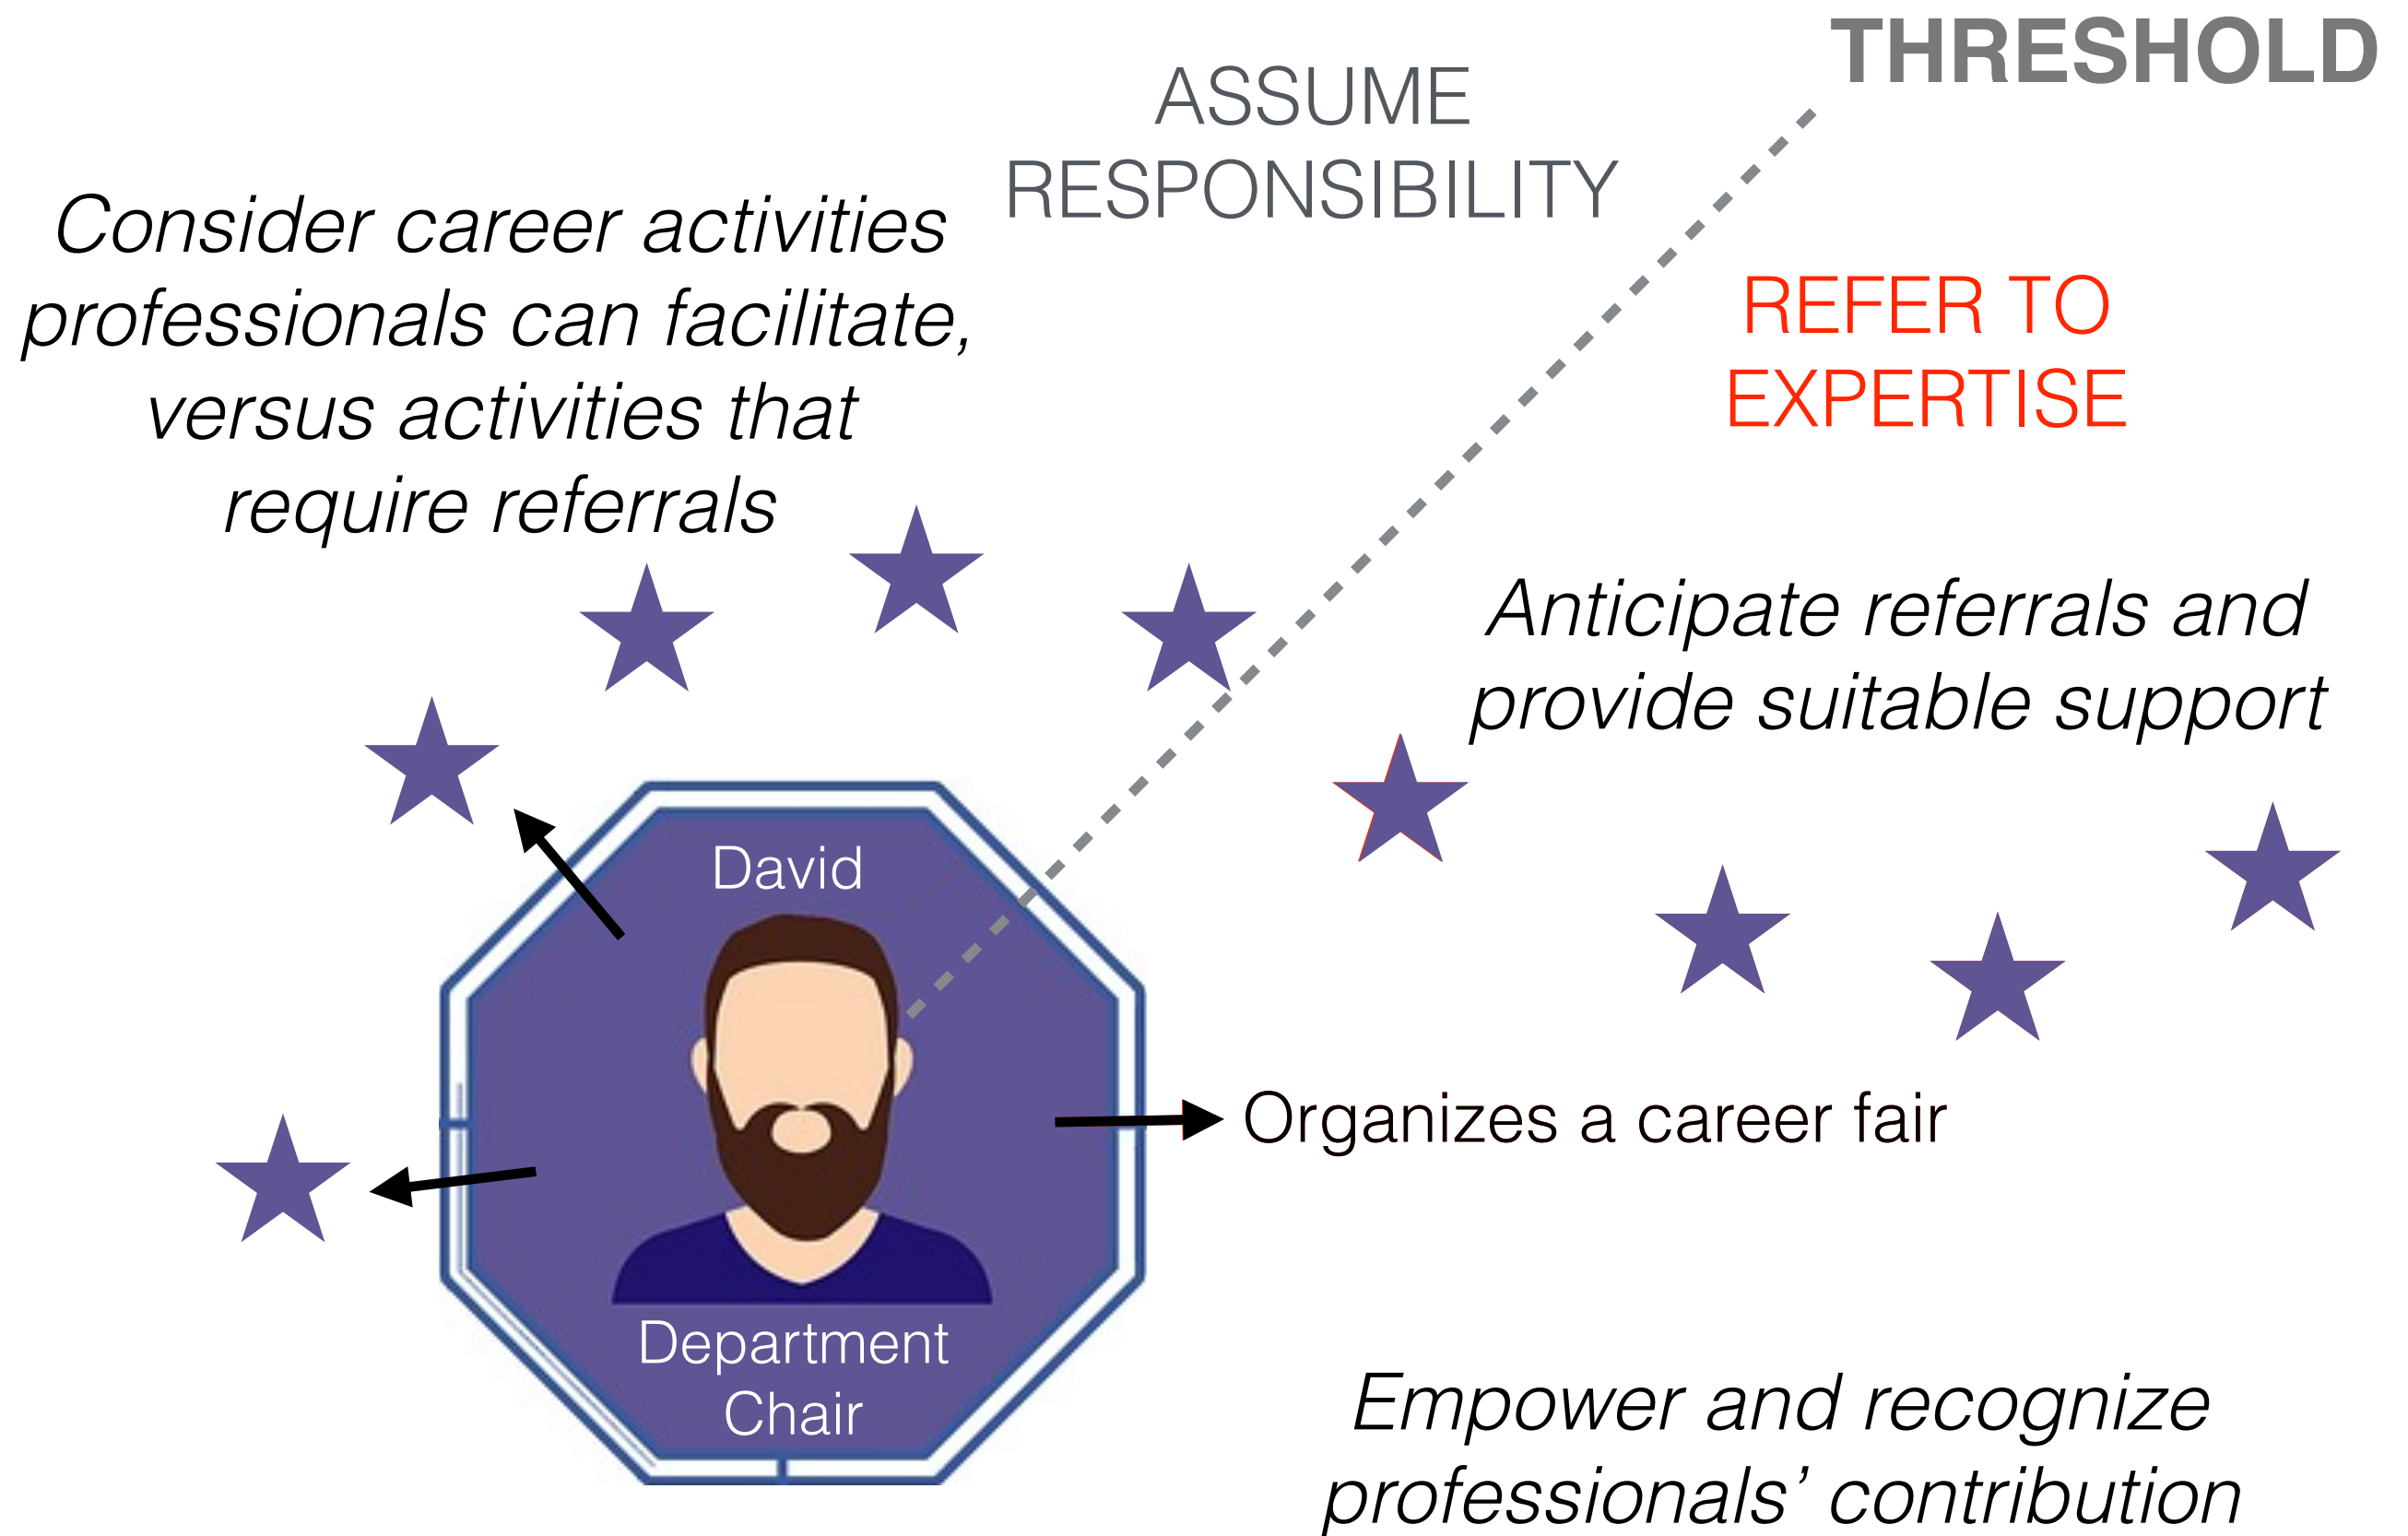 THRESHOLD
ASSUME
RESPONSIBILITY
Consider career activities
professionals can facilitate,
versus activities that
require referrals
REFER TO
EXPERTISE
Anticipate referrals and
provide suitable support
David
Organizes a career fair
Department
Chair
Empower and recognize
professionals’ contribution